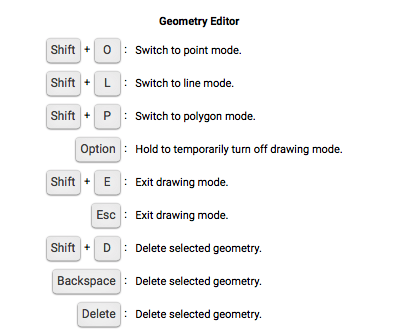 Geometry Editor
Shift + O : Switch to point mode.
Shift + L : Switch to line mode.
Shift + P : Switch to polygon mode.
Option : Hold to temporarily turn off drawing mode.
Shift + E : Exit drawing mode.
Esc : Exit drawing mode.
Shift + D : Delete selected geometry.
Backspace : Delete selected geometry.
Delete : Delete selected geometry.